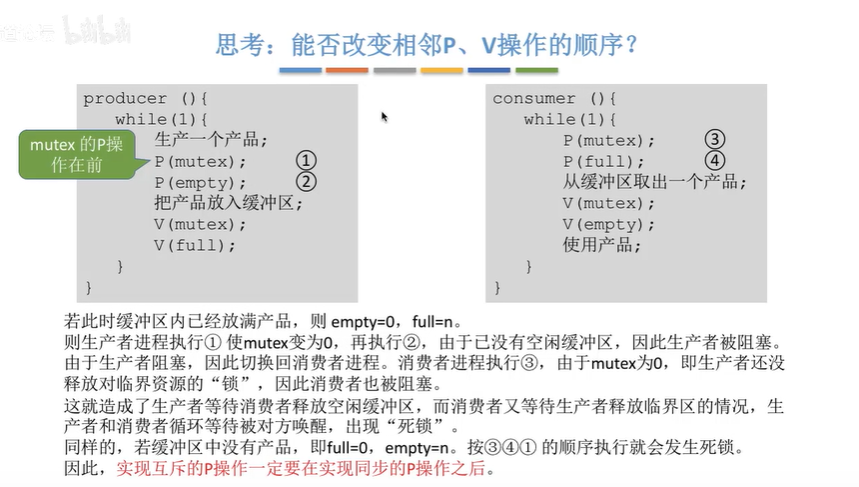 bilibili
思考：能否改变相邻P、V操作的顺序？
producer (){
while(1){
生产一个产品;
mutex 的P操
作在前
P(mutex); ①
P(empty); ②
把产品放入缓冲区;
V(mutex);
V(full);
}
}
consumer (){
while(1){
P(mutex); ③
P(full); ④
从缓冲区取出一个产品;
V(mutex);
V(empty);
使用产品;
}
}
若此时缓冲区内已经放满产品，则 empty=0，full=n。
则生产者进程执行① 使mutex变为0，再执行②，由于已没有空闲缓冲区，因此生产者被阻塞。
由于生产者阻塞，因此切换回消费者进程。消费者进程执行③，由于mutex为0，即生产者还没
释放对临界资源的“锁”，因此消费者也被阻塞。
这就造成了生产者等待消费者释放空闲缓冲区，而消费者又等待生产者释放临界区的情况，生
产者和消费者循环等待被对方唤醒，出现“死锁”。
同样的，若缓冲区中没有产品，即full=0，empty=n。按③④① 的顺序执行就会发生死锁。
因此，实现互斥的P操作一定要在实现同步的P操作之后。